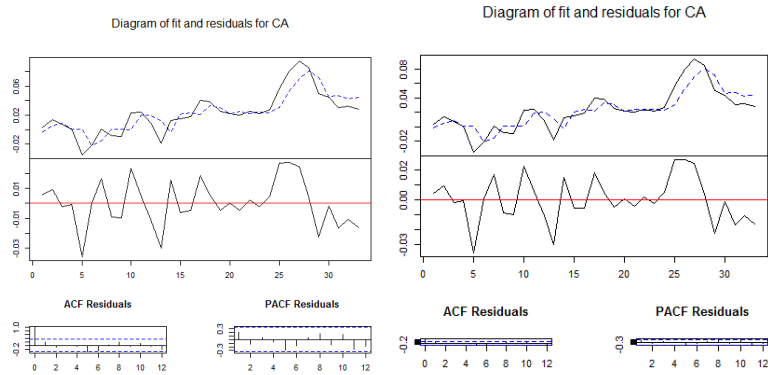 Diagram of fit and residuals for CA
0.06
0.02
-0.02
0.01
-0.01
-0.03
0 5 10 15 20 25 30
ACF Residuals
1.0
-0.2
0 2 4 6 8 10 12
PACF Residuals
0.3
-0.3
2 4 6 8 10 12
Diagram of fit and residuals for CA
0.08
0.04
-0.02
0.02
0.00
-0.03
0 5 10 15 20 25 30
ACF Residuals
-0.2
0 2 4 6 8 10 12
PACF Residuals
-0.3
2 4 6 8 10 12